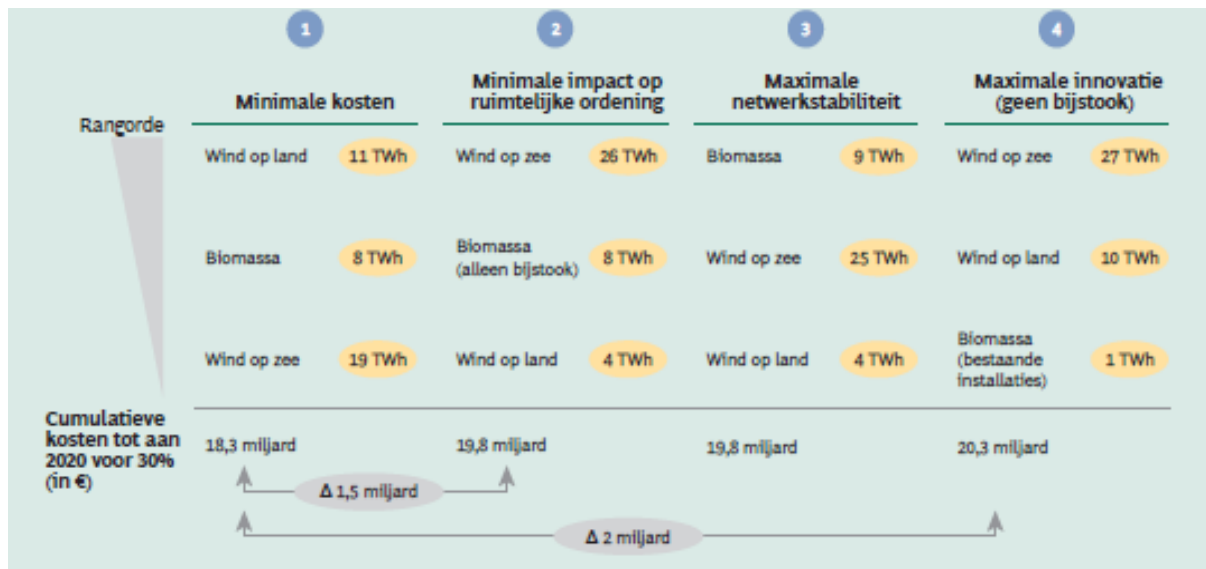 1 2 3 4
Minimale kosten
Minimale impact op
ruimtelijke ordening
Maximale
netwerkstabiliteit
Maximale innovatie
(geen bijstook)
Rangorde
Wind op land 11 TWh Wind op zee 26 TWh Biomassa 9 TWh Wind op zee 27 TWh
Biomassa 8 TWh
Biomassa
(alleen bijstook) 8 TWh
Wind op zee 25 TWh
Wind op land 10 TWh
Wind op zee 19 TWh
Wind op land 4 TWh
Wind op land 4 TWh
Biomassa
(bestaande
installaties) 1 TWh
Cumulatieve
kosten tot aan
2020 voor 30%
(in €)
18,3 miljard 19,8 miljard 19,8 miljard 20,3 miljard
Δ 1,5 miljard
Δ 2 miljard